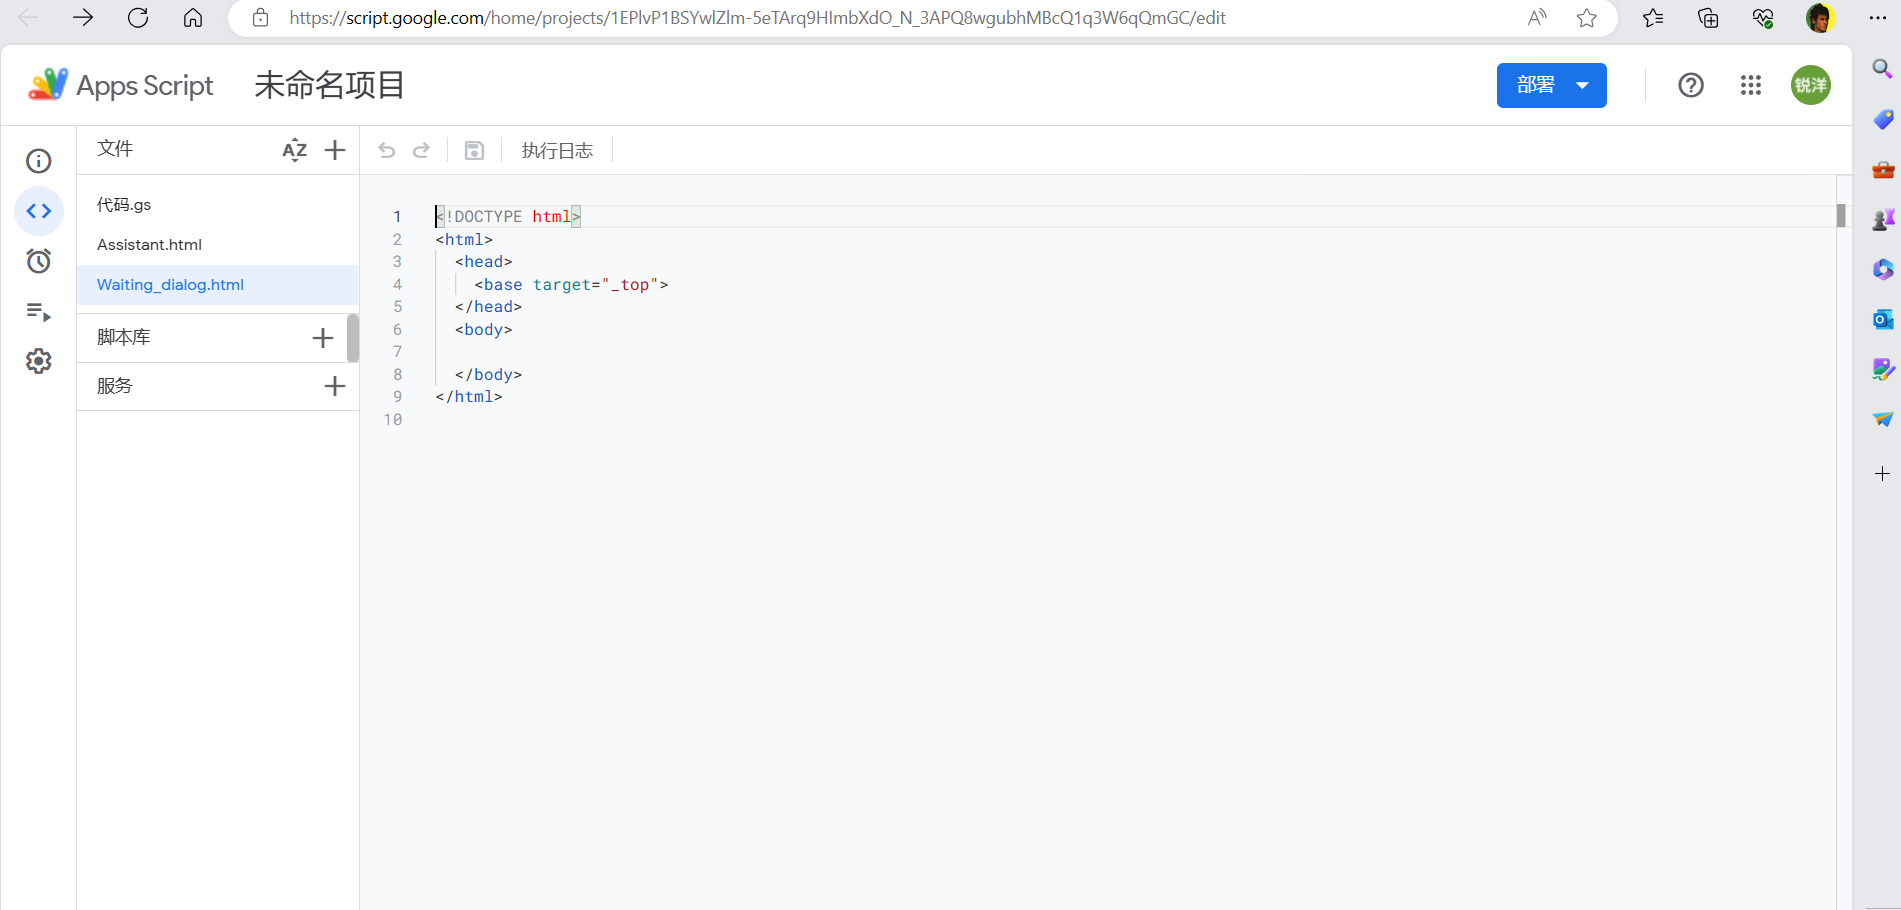 https://script.google.com/home/projects/1EPlvP1BSYwlZlm-5eTArq9HImbXdO_N_3APQ8wgubhMBcQ1q3W6qQmGC/edit
Apps Script 未命名项目 部署 锐洋
文件 AZ 执行日志
代码.gs
Assistant.html
Waiting_dialog.html
脚本库
服务
1 <!DOCTYPE html>
2 <html>
3 <head>
4 <base target="_top">
5 </head>
6 <body>
7
8 </body>
9 </html>
10